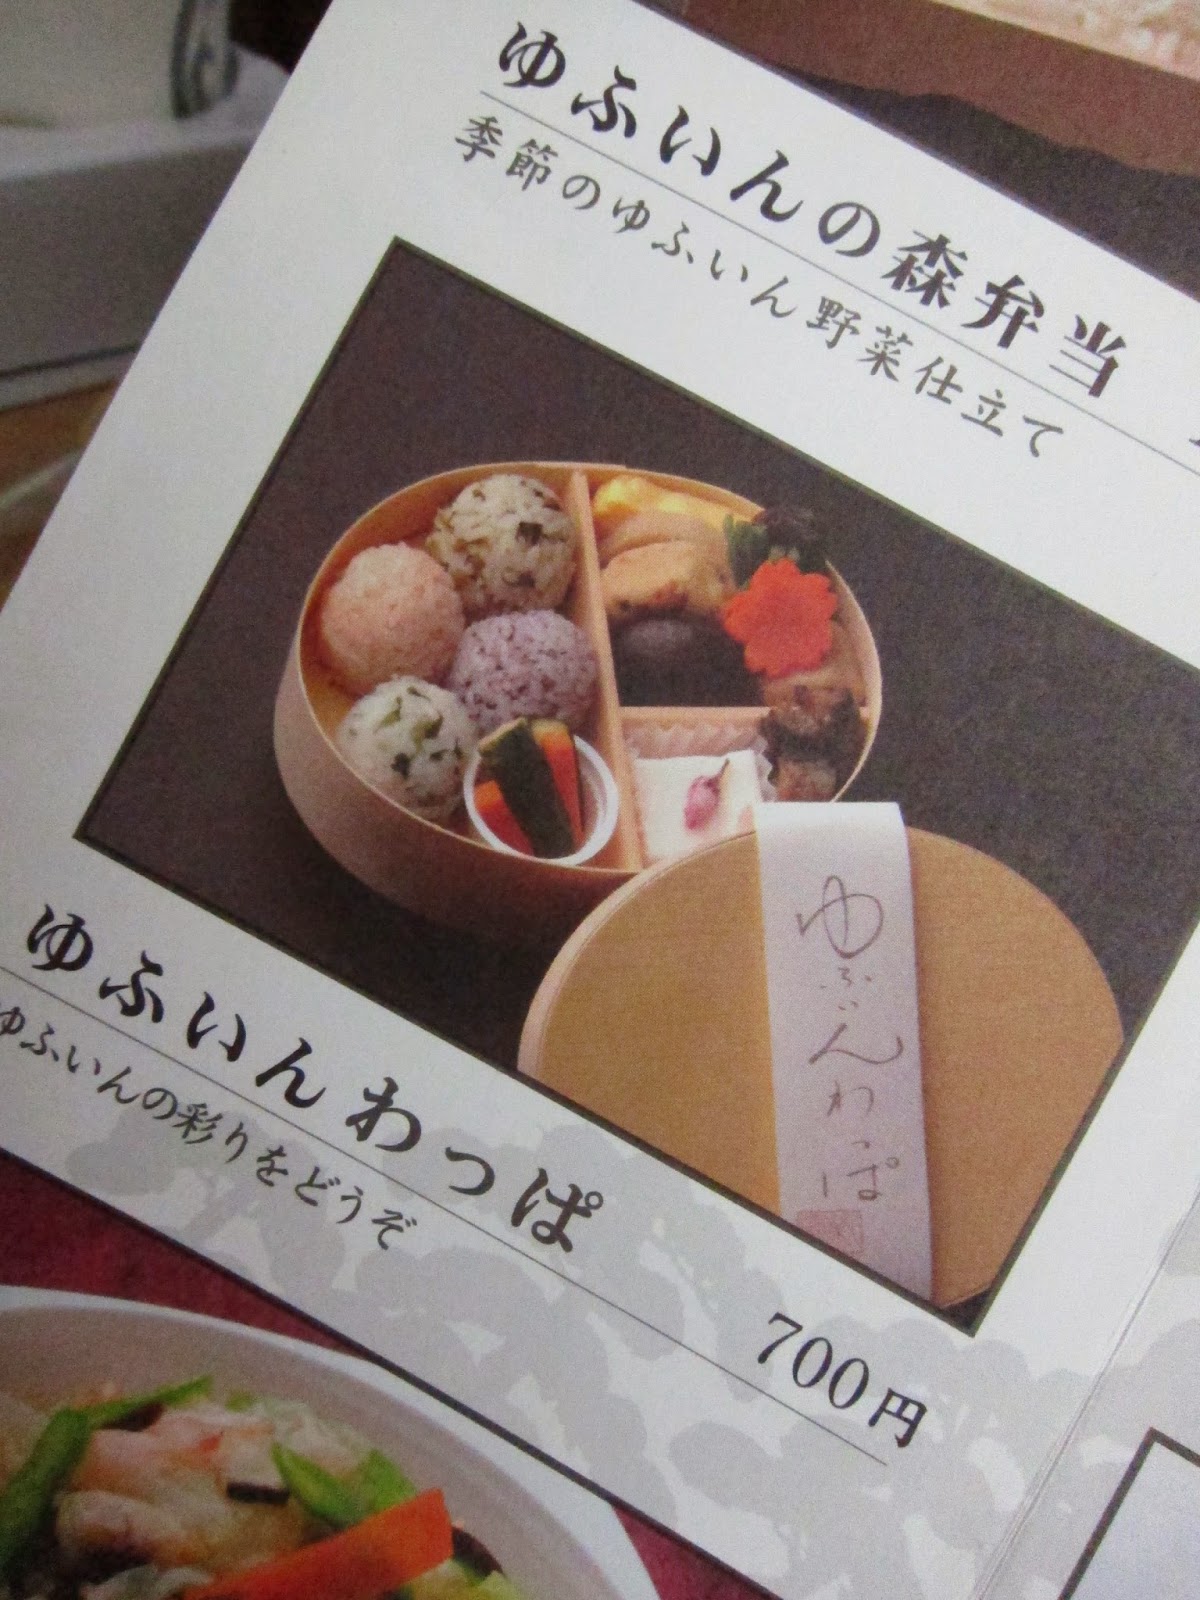 ゆふいんの森弁当
季節のゆふいん野菜仕立て
ゆふいんわっぱ
ゆふいんわっぱ
ゆふいんの彩りをどうぞ
700円